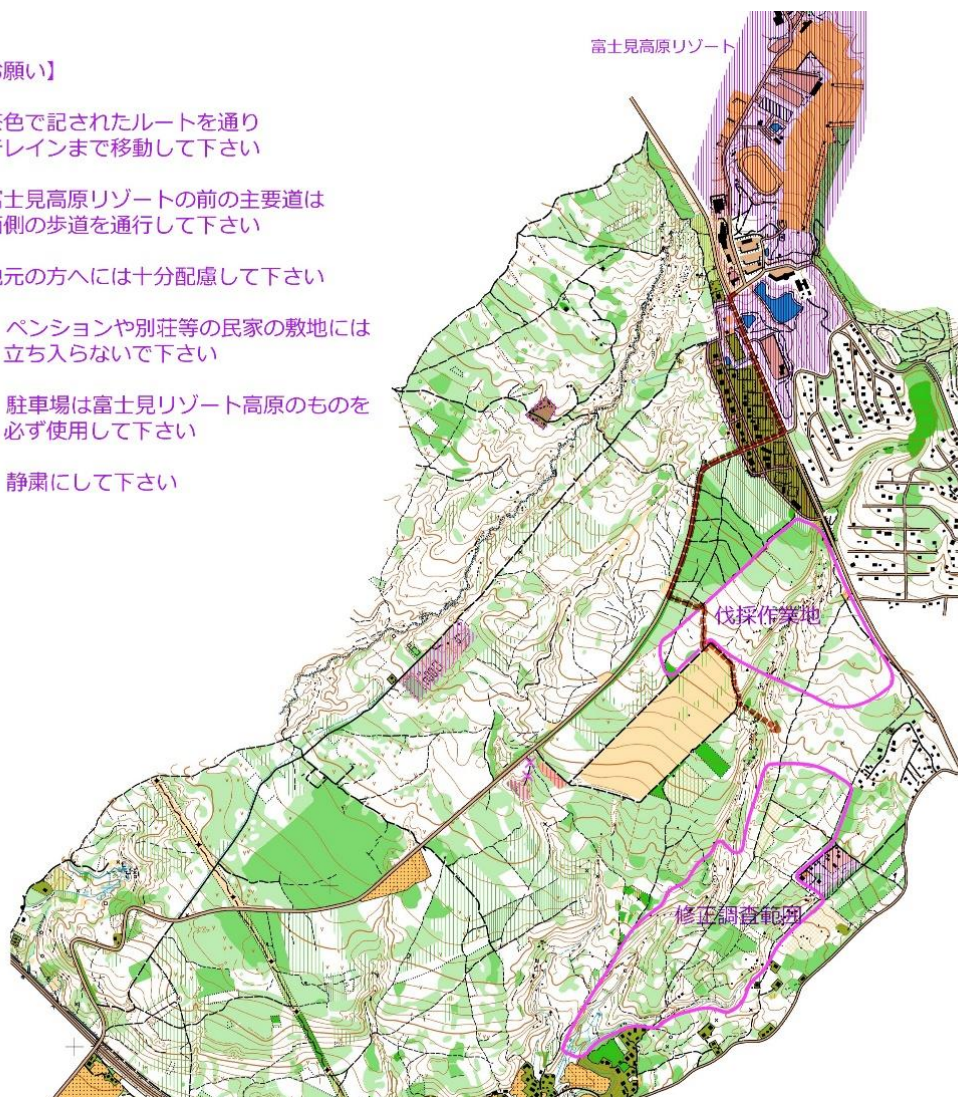 富士見高原リゾート
お願い】
茶色で記されたルートを通り
テレインまで移動して下さい
富士見高原リゾートの前の主要道は
側の歩道を通行して下さい
地元の方へには十分配慮して下さい
ペンションや別荘等の民家の敷地には
立ち入らないで下さい
駐車場は富士見リゾート高原のものを
必ず使用して下さい
静粛にして下さい
伐採作業地
修正調査範囲